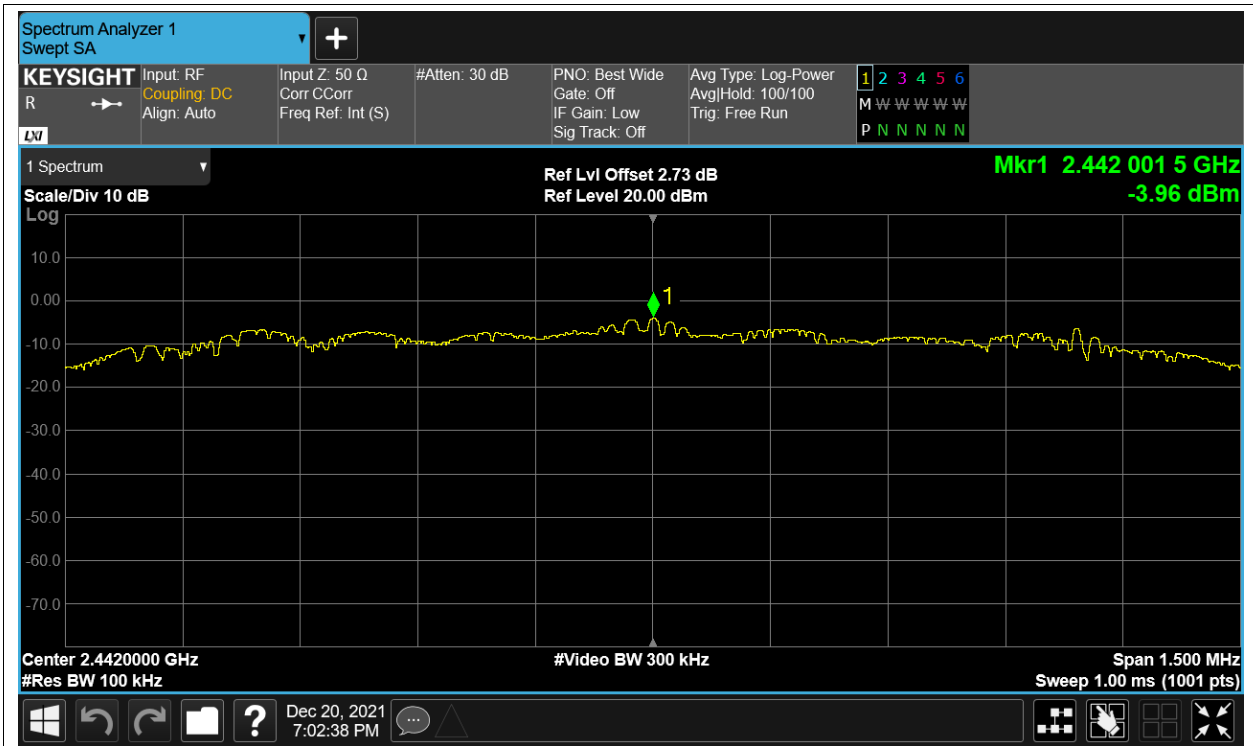 Spectrum Analyzer 1
Swept SA
KEYSIGHT
R
LXI
Input: RF
Coupling: DC
Align: Auto
Input Z: 50 Ω
Corr CCorr
Freq Ref: Int (S)
#Atten: 30 dB
PNO: Best Wide
Gate: Off
IF Gain: Low
Sig Track: Off
Avg Type: Log-Power
Avg|Hold: 100/100
Trig: Free Run
1 2 3 4 5 6
M W W W W W
P N N N N N
1 Spectrum
Scale/Div 10 dB
Log
Ref Lvl Offset 2.73 dB
Ref Level 20.00 dBm
Mkr1 2.442 001 5 GHz
-3.96 dBm
10.0
0.00
-10.0
-20.0
-30.0
-40.0
-50.0
-60.0
-70.0
1
Center 2.4420000 GHz
#Res BW 100 kHz
#Video BW 300 kHz
Span 1.500 MHz
Sweep 1.00 ms (1001 pts)
?
Dec 20, 2021
7:02:38 PM